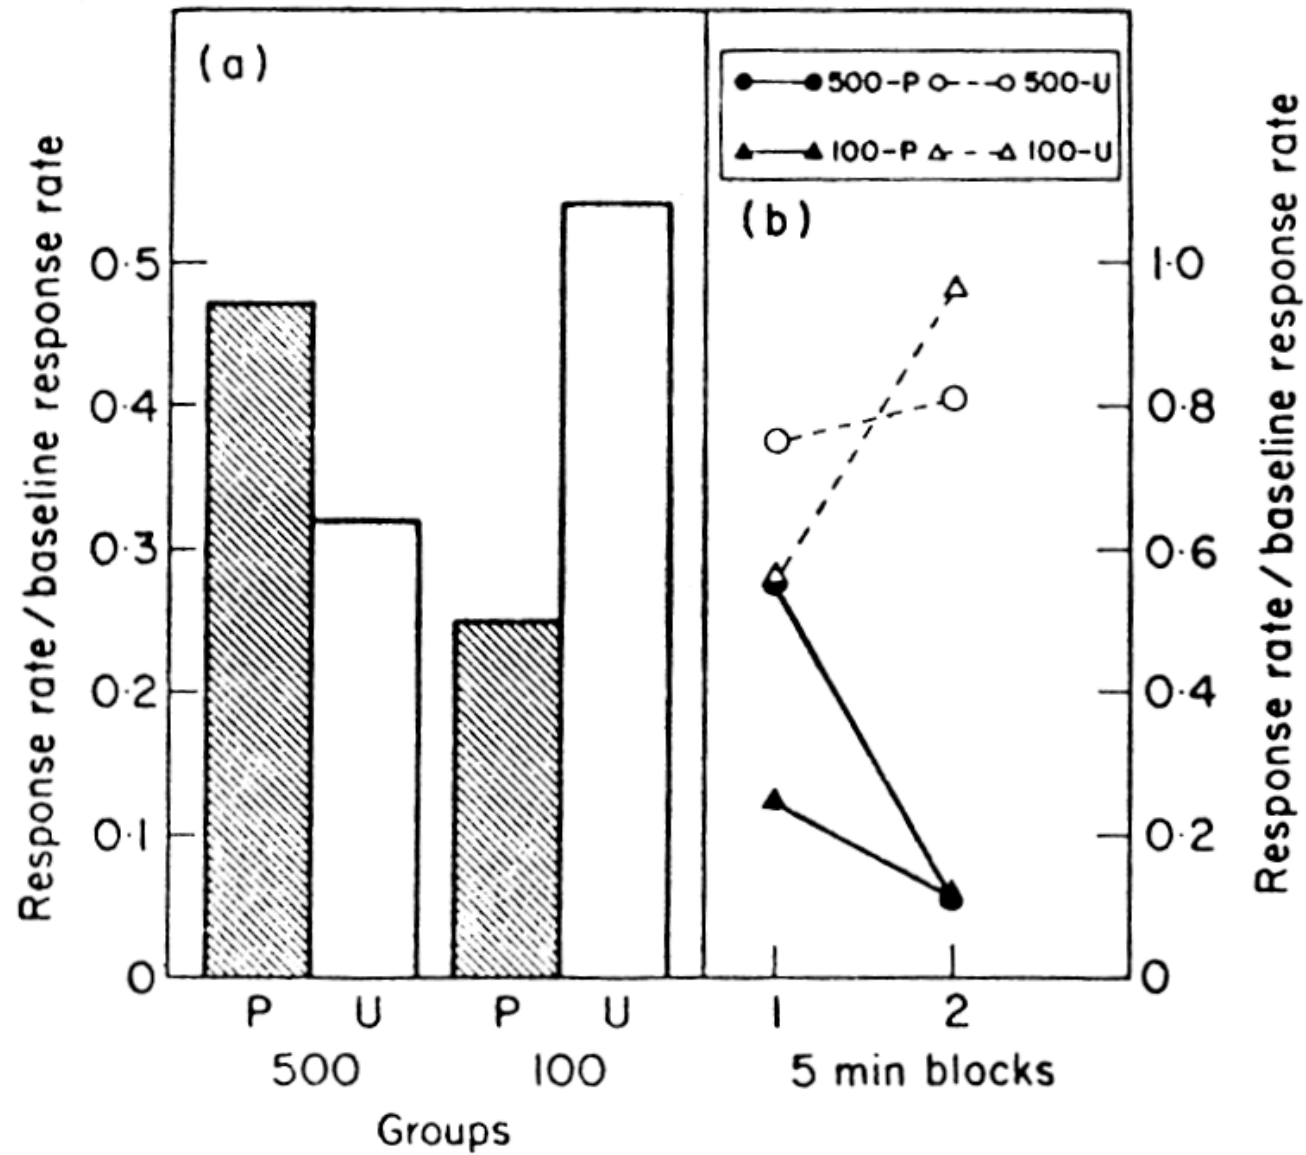 (a)
Response rate/baseline response rate
0·5
0·4
0·3
0·2
0·1
0
P U P U
500 100
Groups
500-P 500-U
100-P 100-U
(b)
1·0
0·8
0·6
0·4
0·2
0
1 2
5 min blocks
Response rate/baseline response rate